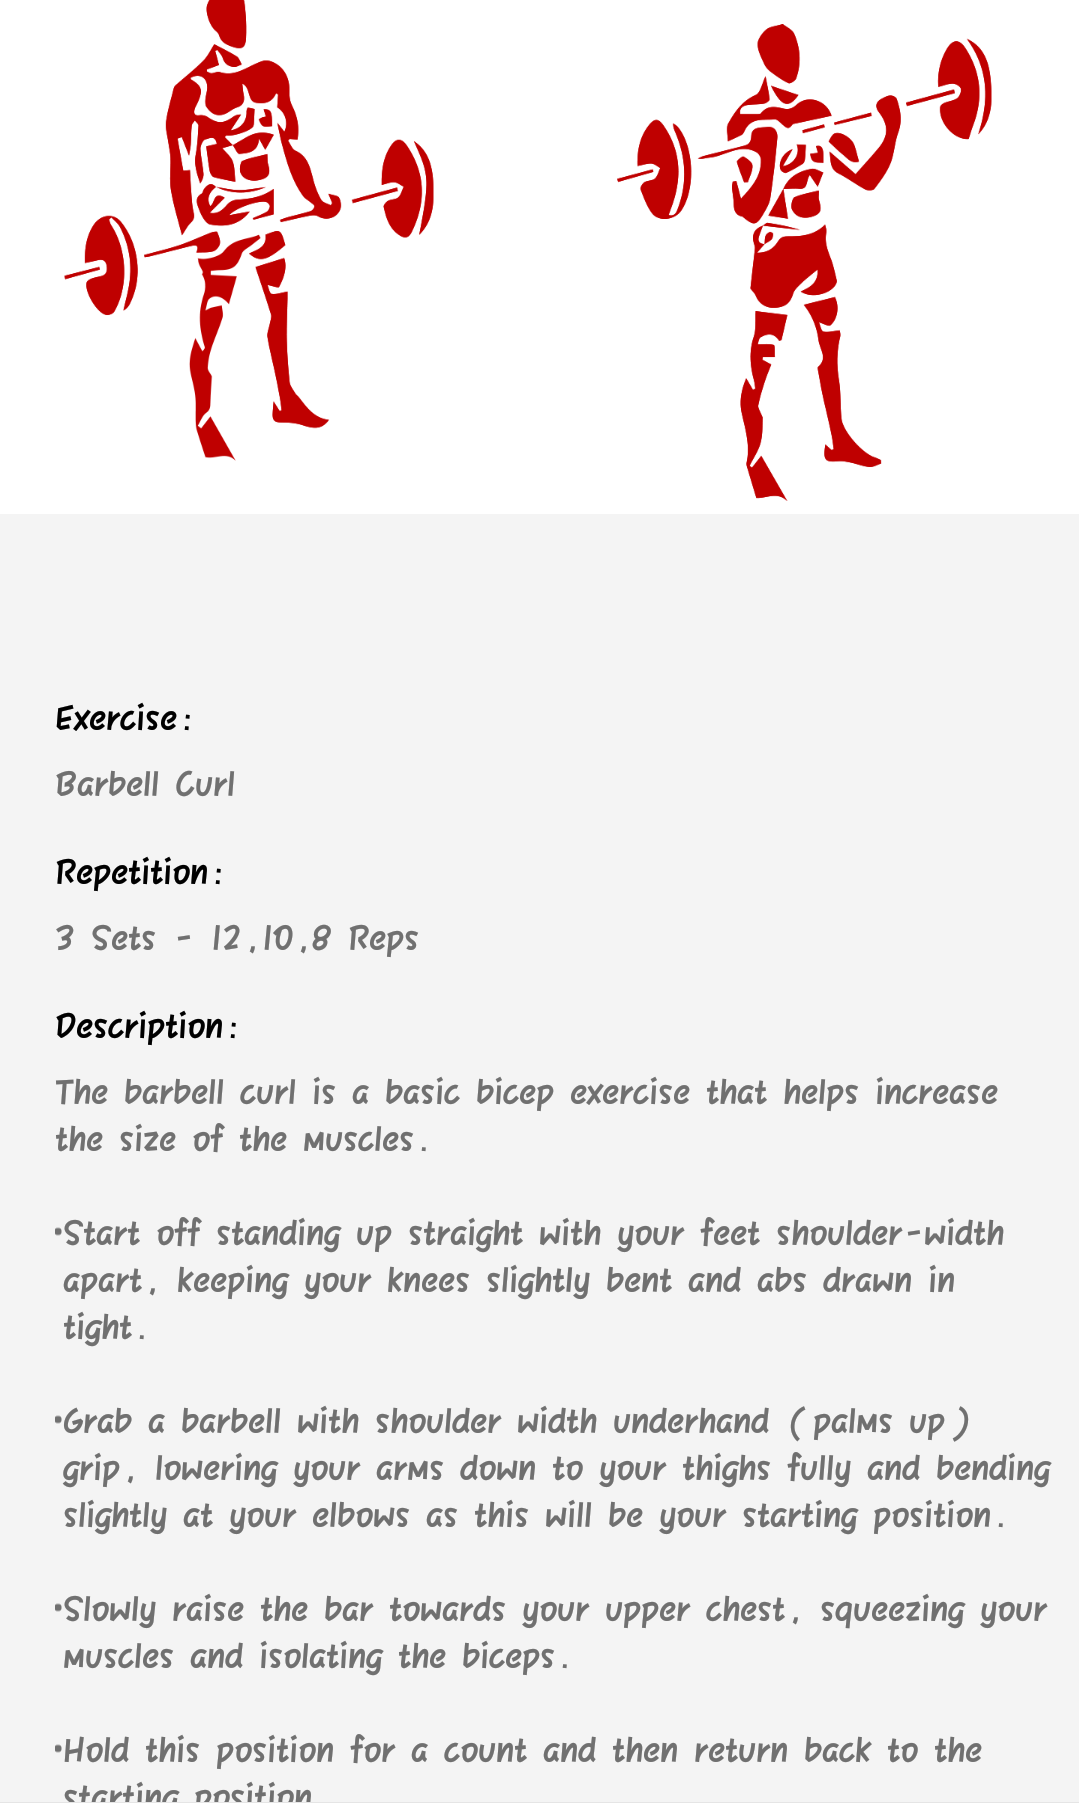 Exercise:
Barbell Curl
Repetition:
3 Sets - 12,10,8 Reps
Description:
The barbell curl is a basic bicep exercise that helps increase
the size of the muscles.
•Start off standing up straight with your feet shoulder-width
apart, keeping your knees slightly bent and abs drawn in
tight.
•Grab a barbell with shoulder width underhand (palms up)
grip, lowering your arms down to your thighs fully and bending
slightly at your elbows as this will be your starting position.
•Slowly raise the bar towards your upper chest, squeezing your
muscles and isolating the biceps.
•Hold this position for a count and then return back to the
starting position